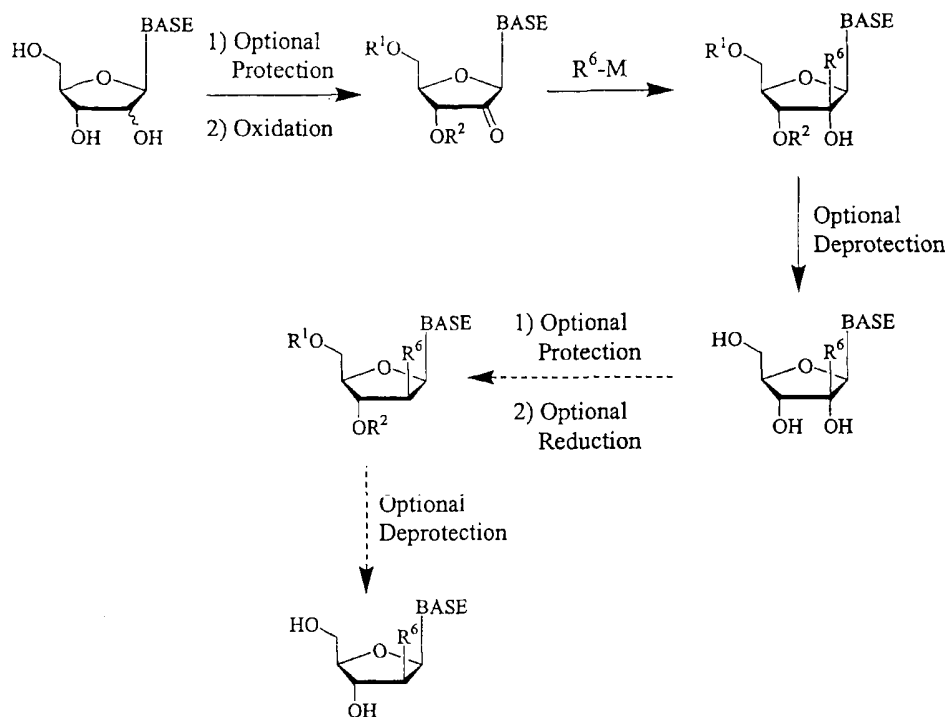 BASE
HO
O
OH
OH
1) Optional
Protection
2) Oxidation
BASE
R¹O
O
OR²
O
R⁶-M
BASE
R¹O
R⁶
O
OR²
OH
Optional
Deprotection
BASE
HO
R⁶
O
OH
OH
1) Optional
Protection
2) Optional
Reduction
BASE
R¹O
R⁶
O
OR²
Optional
Deprotection
BASE
HO
R⁶
O
OH